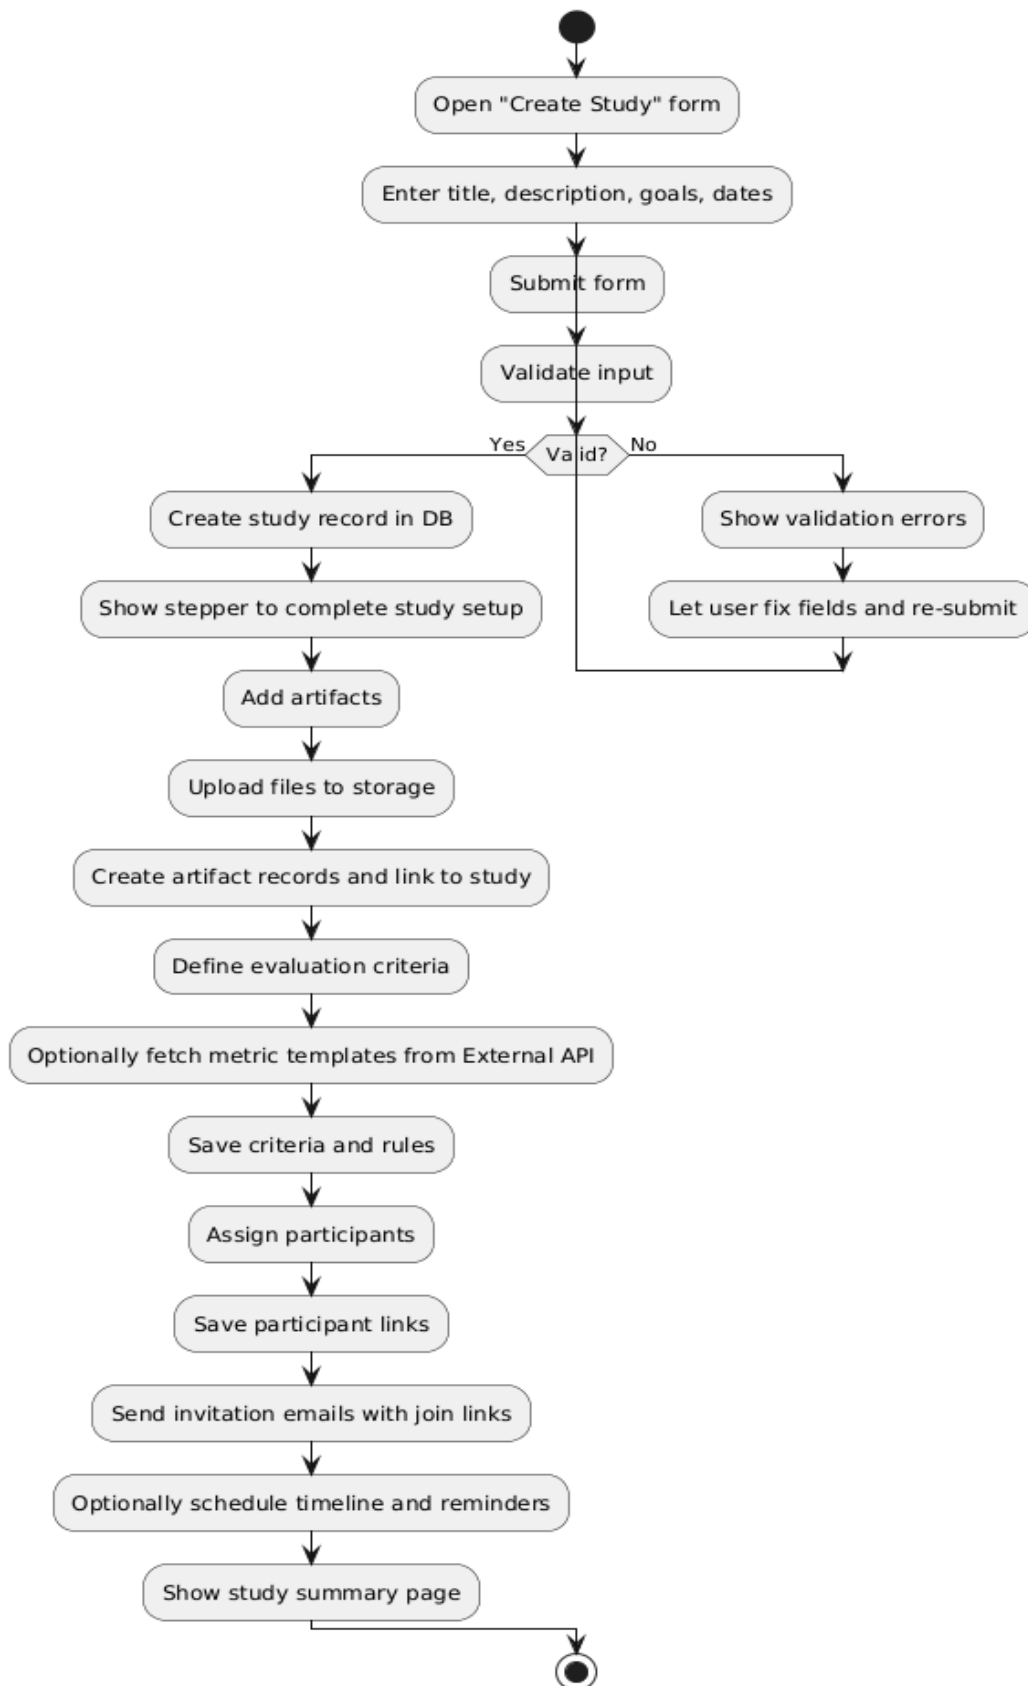 Open "Create Study" form
Enter title, description, goals, dates
Submit form
Validate input
Yes
Valid?
No
Create study record in DB
Show stepper to complete study setup
Add artifacts
Upload files to storage
Create artifact records and link to study
Define evaluation criteria
Optionally fetch metric templates from External API
Save criteria and rules
Assign participants
Save participant links
Send invitation emails with join links
Optionally schedule timeline and reminders
Show study summary page
Show validation errors
Let user fix fields and re-submit